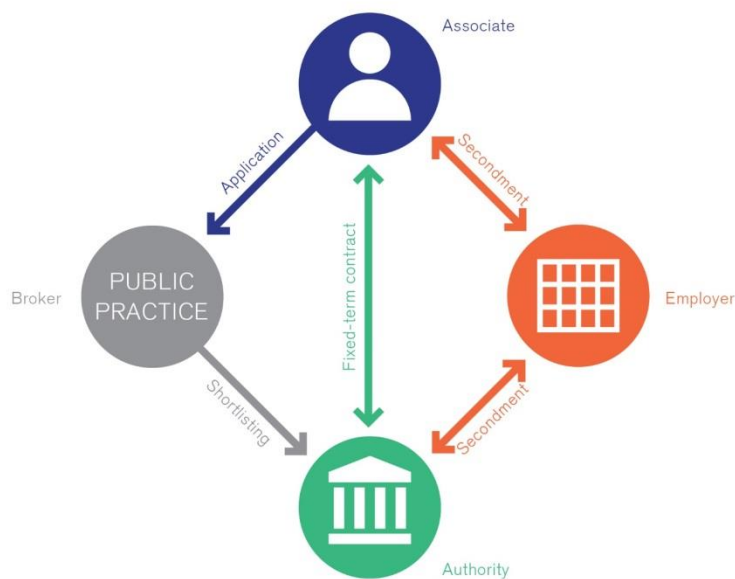 Associate
Application
Secondment
Fixed-term contract
Broker
PUBLIC
PRACTICE
Employer
Shortlisting
Secondment
Authority